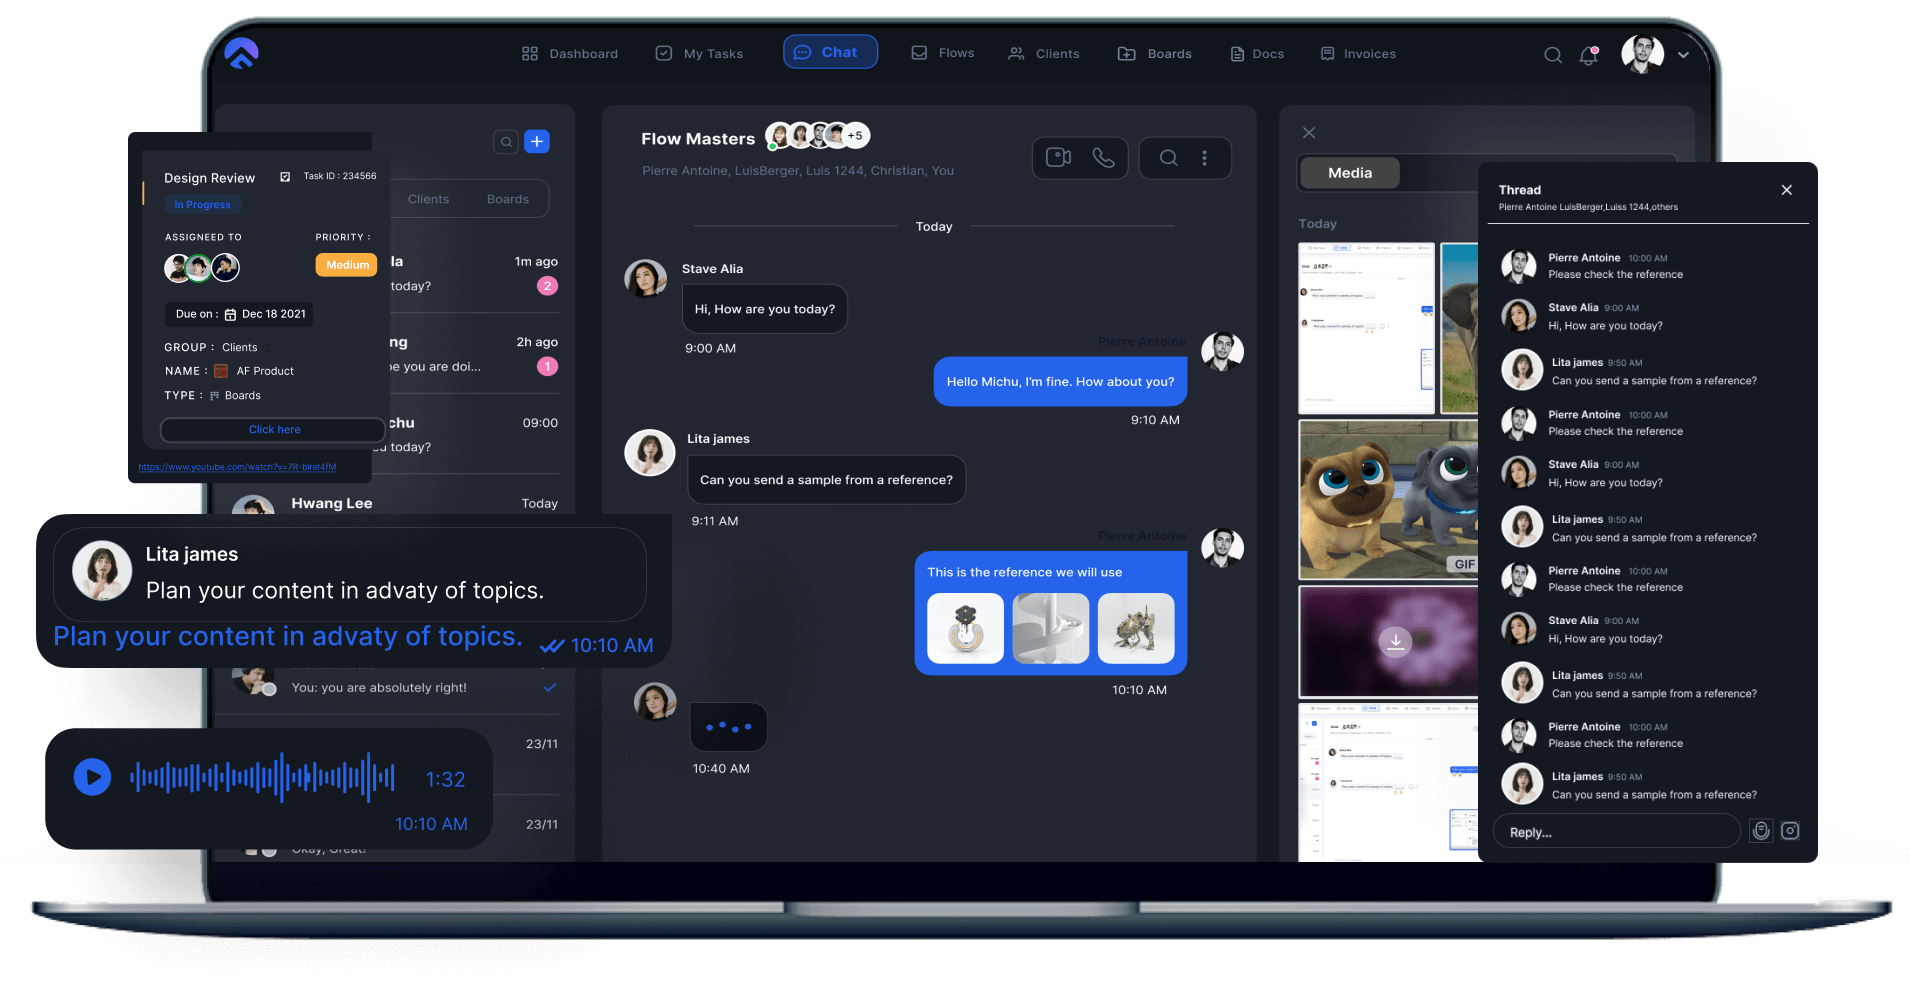 Dashboard
My Tasks
Chat
Flows
Clients
Boards
Docs
Invoices
Design Review
Task ID : 234566
In Progress
ASSIGNEED TO
PRIORITY :
Medium
Due on :
Dec 18 2021
GROUP : Clients
NAME : AF Product
TYPE : Boards
Click here
https://www.youtube.com/watch?v=7R-birei4fM
Clients
Boards
la
1m ago
today?
2
ng
2h ago
pe you are doi...
1
chu
09:00
u today?
Hwang Lee
Today
Lita james
Plan your content in advaty of topics.
Plan your content in advaty of topics.
10:10 AM
You: you are absolutely right!
23/11
1:32
10:10 AM
23/11
Okay, Great!
Flow Masters
+5
Pierre Antoine, LuisBerger, Luis 1244, Christian, You
Today
Stave Alia
Hi, How are you today?
9:00 AM
Pierre Antoine
Hello Michu, I'm fine. How about you?
9:10 AM
Lita james
Can you send a sample from a reference?
9:11 AM
Pierre Antoine
This is the reference we will use
10:10 AM
10:40 AM
Media
Today
GIF
Thread
Pierre Antoine LuisBerger,Luiss 1244,others
Pierre Antoine 10:00 AM
Please check the reference
Stave Alia 9:00 AM
Hi, How are you today?
Lita james 9:50 AM
Can you send a sample from a reference?
Pierre Antoine 10:00 AM
Please check the reference
Stave Alia 9:00 AM
Hi, How are you today?
Lita james 9:50 AM
Can you send a sample from a reference?
Pierre Antoine 10:00 AM
Please check the reference
Stave Alia 9:00 AM
Hi, How are you today?
Lita james 9:50 AM
Can you send a sample from a reference?
Pierre Antoine 10:00 AM
Please check the reference
Lita james 9:50 AM
Can you send a sample from a reference?
Reply...